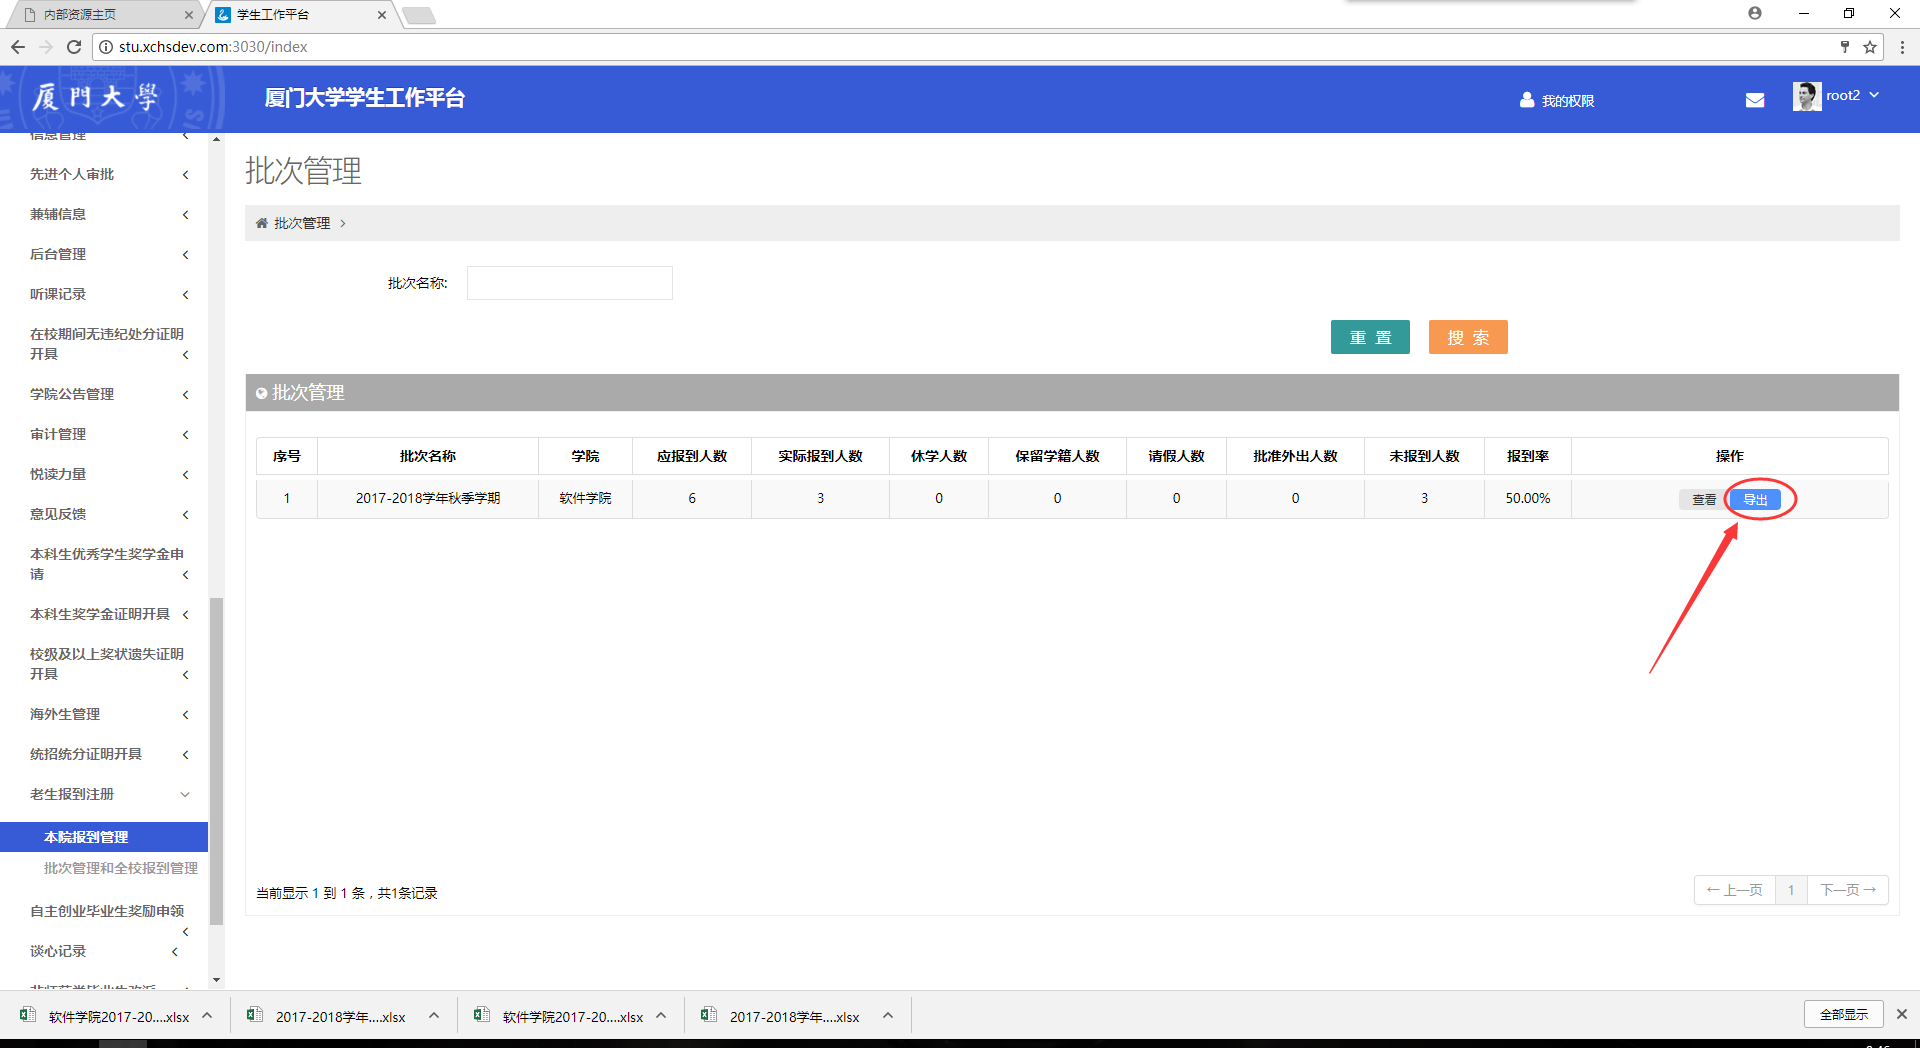 内部资源主页
学生工作平台
stu.xchsdev.com:3030/index
厦門大學
厦门大学学生工作平台
我的权限
root2
信息管理
先进个人审批
兼辅信息
后台管理
听课记录
在校期间无违纪处分证明
开具
学院公告管理
审计管理
悦读力量
意见反馈
本科生优秀学生奖学金申
请
本科生奖学金证明开具
校级及以上奖状遗失证明
开具
海外生管理
统招统分证明开具
老生报到注册
本院报到管理
批次管理和全校报到管理
自主创业毕业生奖励申领
谈心记录
批次管理
批次管理
批次名称:
重 置
搜 索
批次管理
序号 批次名称 学院 应报到人数 实际报到人数 休学人数 保留学籍人数 请假人数 批准外出人数 未报到人数 报到率 操作
1 2017-2018学年秋季学期 软件学院 6 3 0 0 0 0 3 50.00% 查看 导出
当前显示 1 到 1 条，共1条记录
←上一页 1 下一页→
软件学院2017-20....xlsx
2017-2018学年....xlsx
软件学院2017-20....xlsx
2017-2018学年....xlsx
全部显示